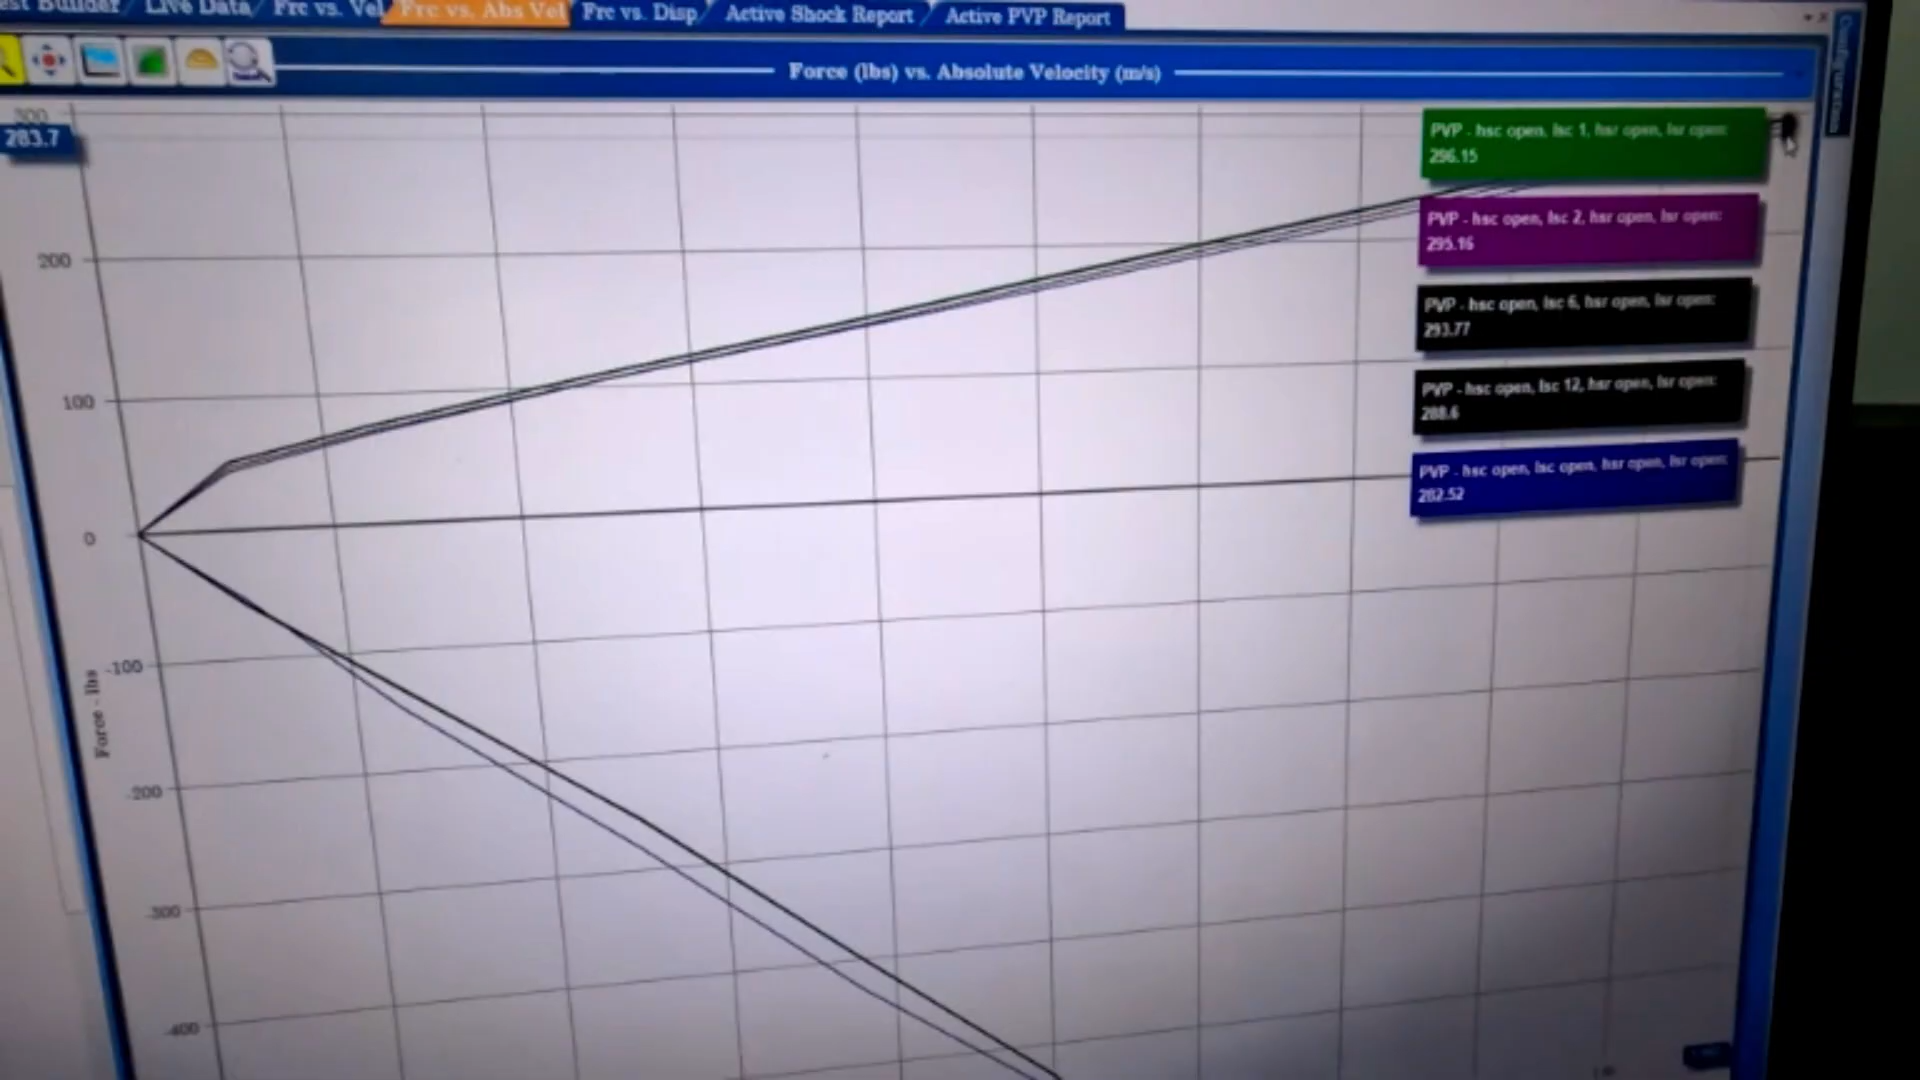 est Builder
Live Data
Frc vs. Vel
Frc vs. Abs Vel
Frc vs. Disp
Active Shock Report
Active PVP Report
Force (lbs) vs. Absolute Velocity (m/s)
Configuration
300
283.7
200
100
0
-100
-200
-300
-400
Force - lbs
PVP - hsc open, lsc 1, hsr open, lsr open:
296.15
PVP - hsc open, lsc 2, hsr open, lsr open:
295.16
PVP - hsc open, lsc 6, hsr open, lsr open:
293.77
PVP - hsc open, lsc 12, hsr open, lsr open:
288.6
PVP - hsc open, lsc open, hsr open, lsr open:
282.52